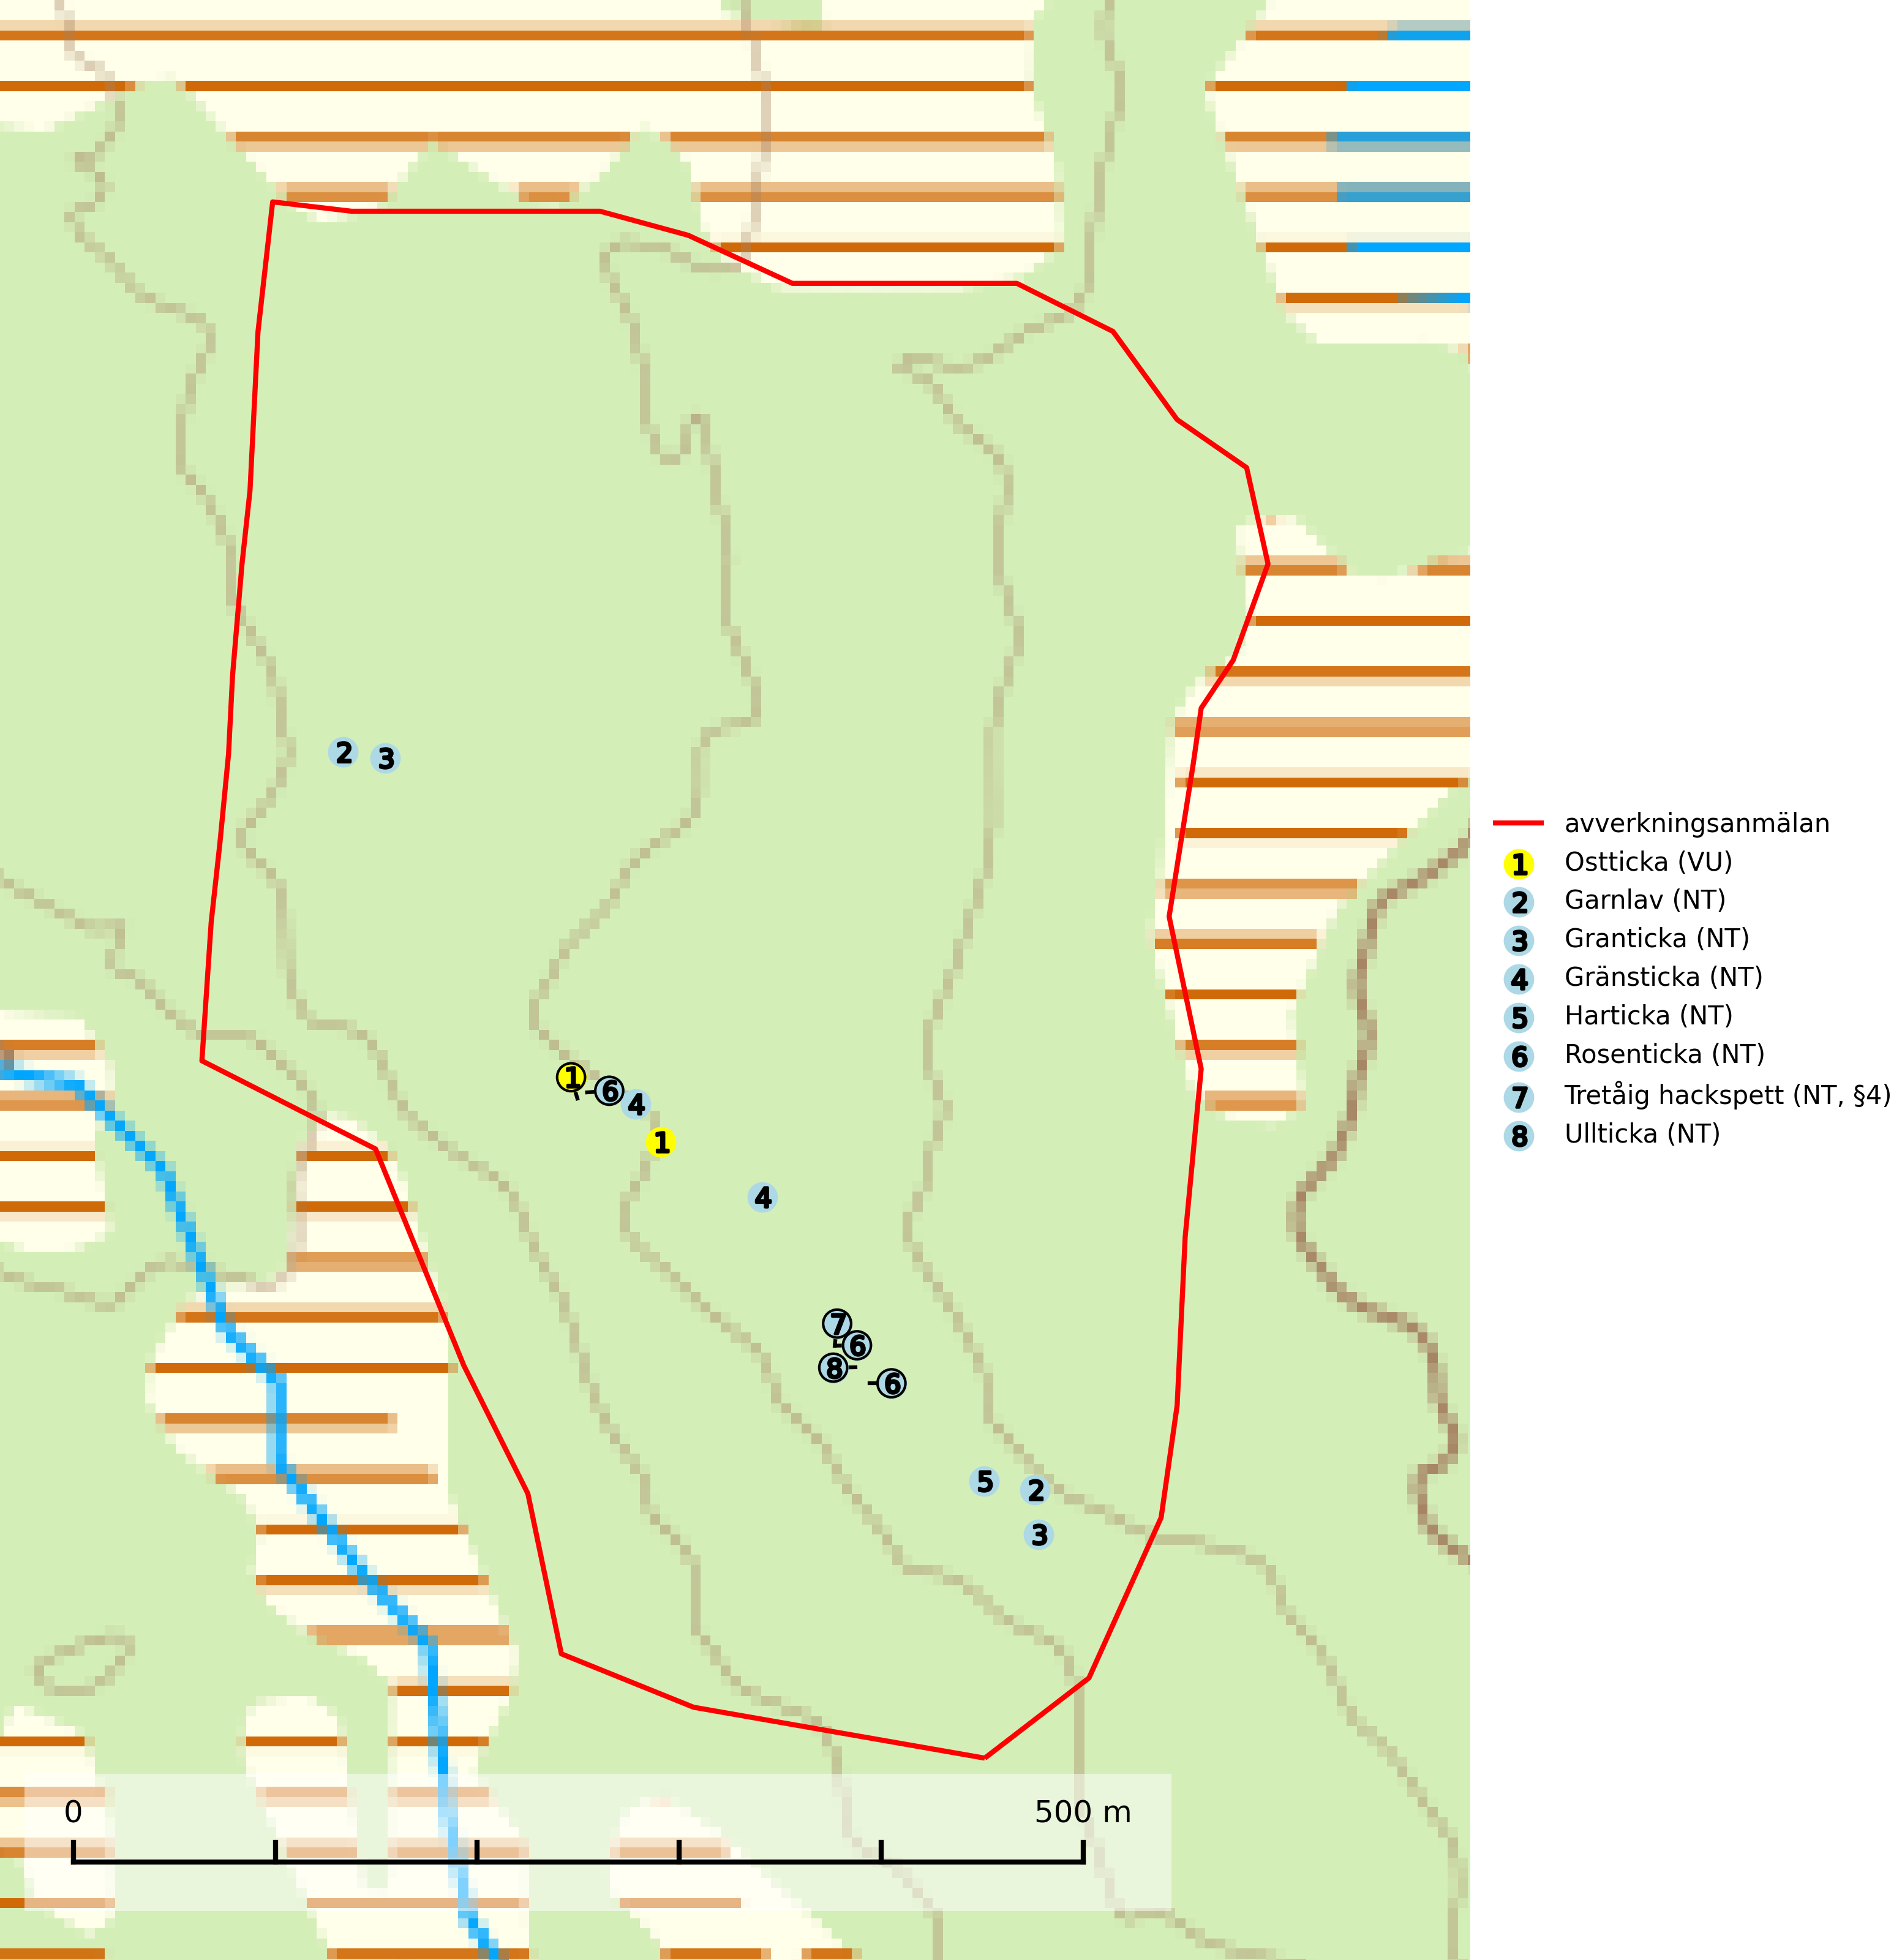 2 3
1 6 4
1
4
7
6
8
6
5 2
3
avverkningsanmälan
1 Ostticka (VU)
2 Garnlav (NT)
3 Granticka (NT)
4 Gränsticka (NT)
5 Harticka (NT)
6 Rosenticka (NT)
7 Tretåig hackspett (NT, §4)
8 Ullticka (NT)
0 500 m